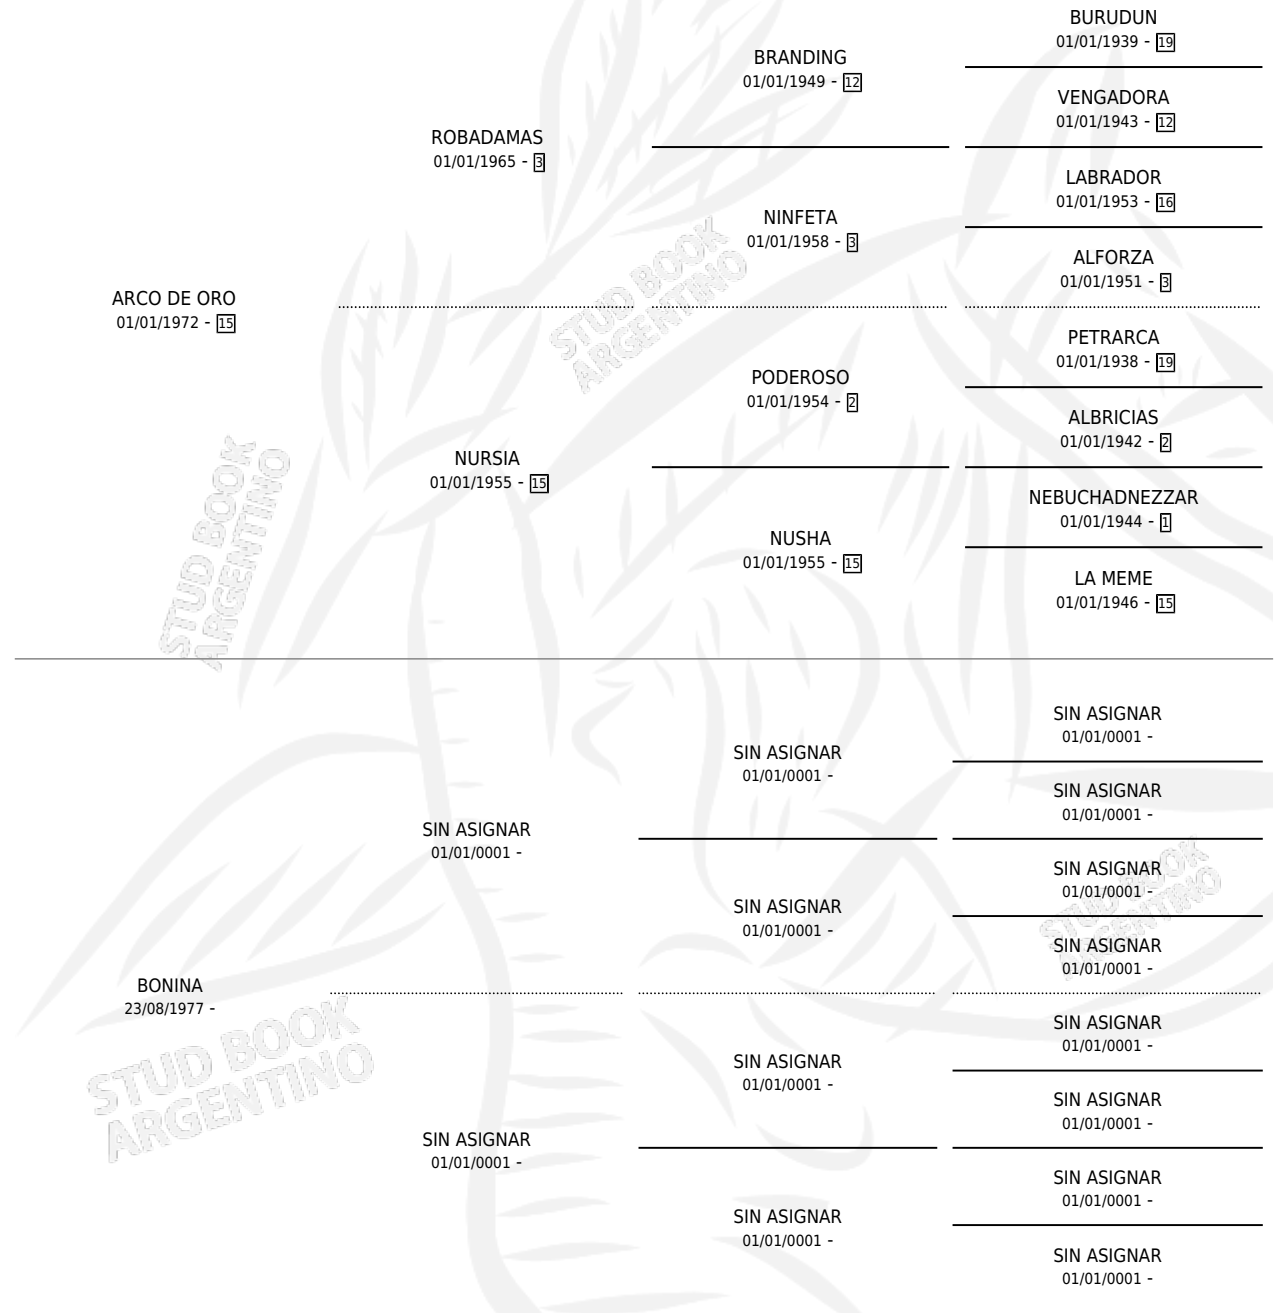 BURUDUN
01/01/1939 - 19
BRANDING
01/01/1949 - 12
VENGADORA
01/01/1943 - 12
ROBADAMAS
01/01/1965 - 3
LABRADOR
01/01/1953 - 16
NINFETA
01/01/1958 - 3
ALFORZA
01/01/1951 - 3
ARCO DE ORO
01/01/1972 - 15
PETRARCA
01/01/1938 - 19
PODEROSO
01/01/1954 - 2
ALBRICIAS
01/01/1942 - 2
NURSIA
01/01/1955 - 15
NEBUCHADNEZZAR
01/01/1944 - 1
NUSHA
01/01/1955 - 15
LA MEME
01/01/1946 - 15
STUD BOOK
ARGENTINO
STUD BOOK
ARGENTINO
SIN ASIGNAR
01/01/0001 -
SIN ASIGNAR
01/01/0001 -
SIN ASIGNAR
01/01/0001 -
SIN ASIGNAR
01/01/0001 -
SIN ASIGNAR
01/01/0001 -
SIN ASIGNAR
01/01/0001 -
SIN ASIGNAR
01/01/0001 -
BONINA
23/08/1977 -
SIN ASIGNAR
01/01/0001 -
SIN ASIGNAR
01/01/0001 -
SIN ASIGNAR
01/01/0001 -
SIN ASIGNAR
01/01/0001 -
SIN ASIGNAR
01/01/0001 -
SIN ASIGNAR
01/01/0001 -
SIN ASIGNAR
01/01/0001 -
STUD BOOK
ARGENTINO
STUD BOOK
ARGENTINO